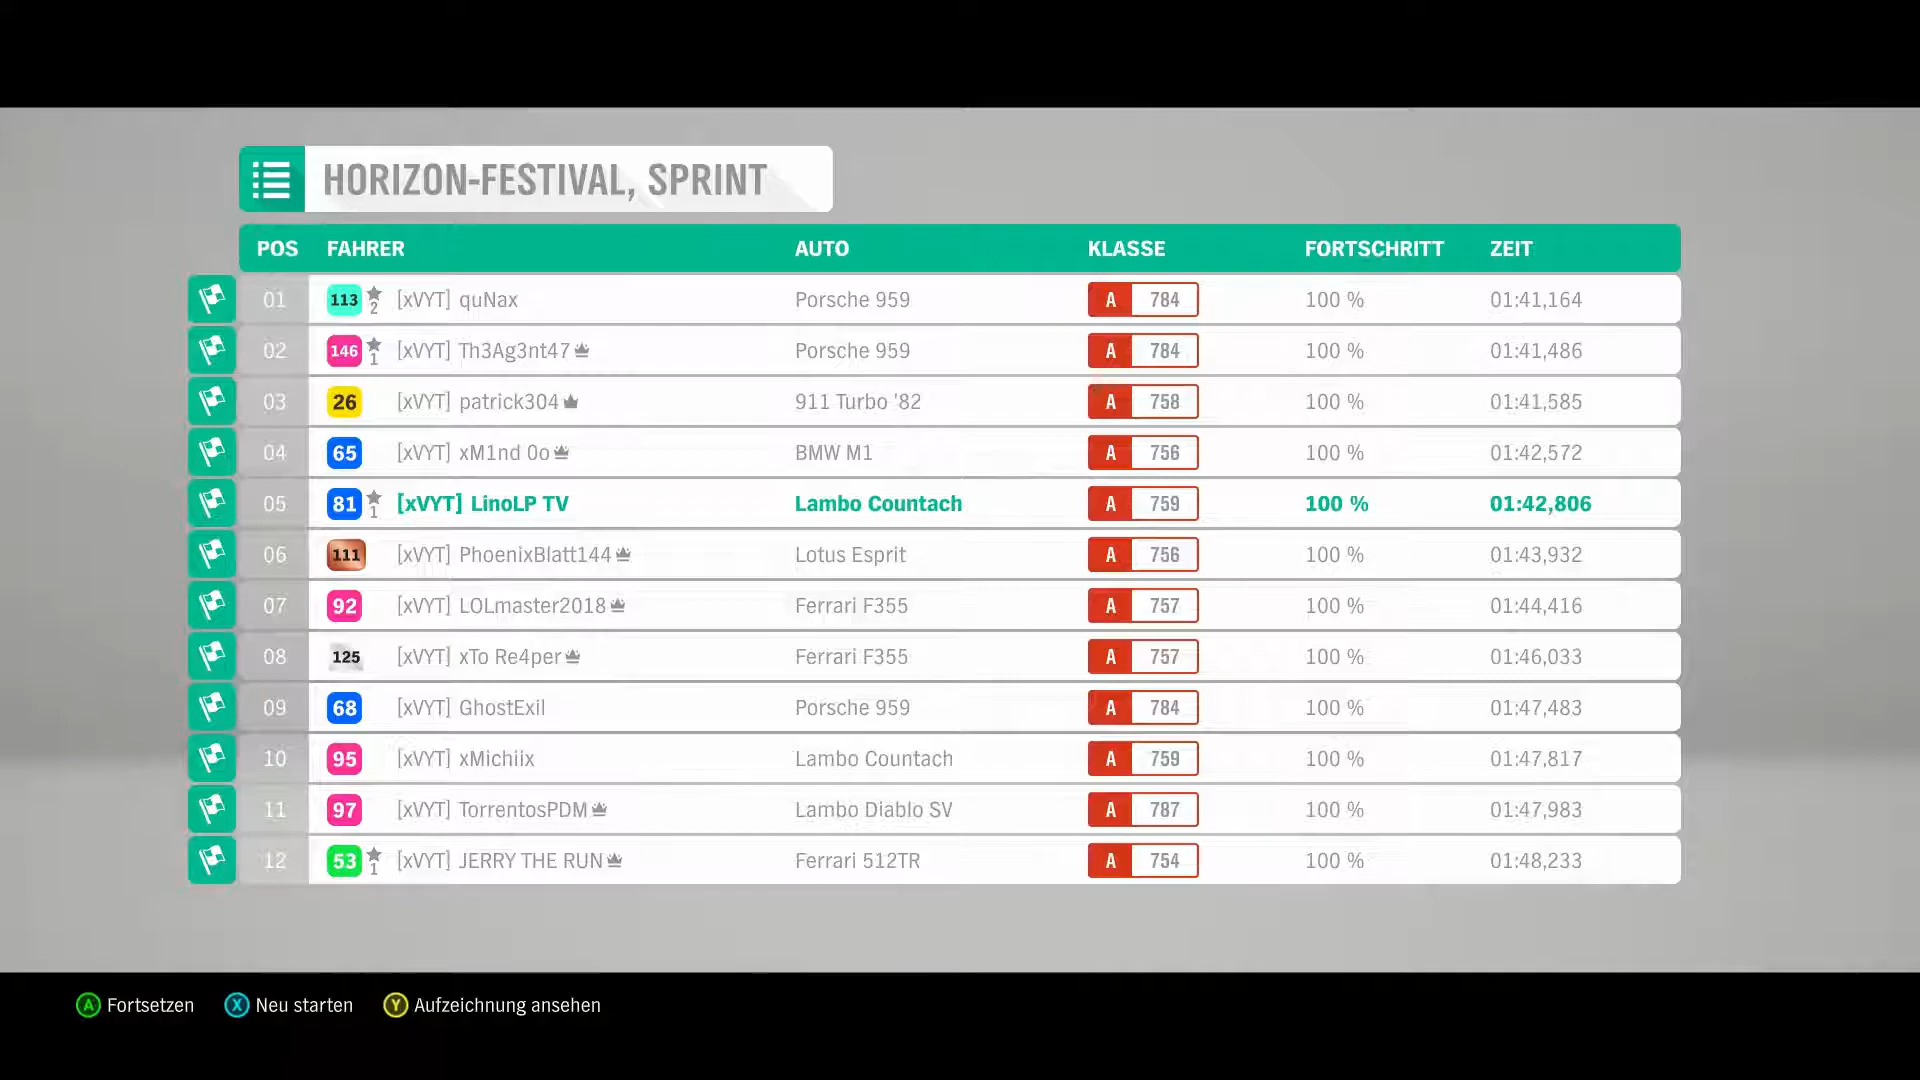 HORIZON-FESTIVAL, SPRINT
POS FAHRER AUTO KLASSE FORTSCHRITT ZEIT
01 113 2 [xVYT] quNax Porsche 959 A 784 100 % 01:41,164
02 146 1 [xVYT] Th3Ag3nt47 Porsche 959 A 784 100 % 01:41,486
03 26 [xVYT] patrick304 911 Turbo '82 A 758 100 % 01:41,585
04 65 [xVYT] xM1nd 0o BMW M1 A 756 100 % 01:42,572
05 81 1 [xVYT] LinoLP TV Lambo Countach A 759 100 % 01:42,806
06 111 [xVYT] PhoenixBlatt144 Lotus Esprit A 756 100 % 01:43,932
07 92 [xVYT] LOLmaster2018 Ferrari F355 A 757 100 % 01:44,416
08 125 [xVYT] xTo Re4per Ferrari F355 A 757 100 % 01:46,033
09 68 [xVYT] GhostExil Porsche 959 A 784 100 % 01:47,483
10 95 [xVYT] xMichiix Lambo Countach A 759 100 % 01:47,817
11 97 [xVYT] TorrentosPDM Lambo Diablo SV A 787 100 % 01:47,983
12 53 1 [xVYT] JERRY THE RUN Ferrari 512TR A 754 100 % 01:48,233
A Fortsetzen X Neu starten Y Aufzeichnung ansehen